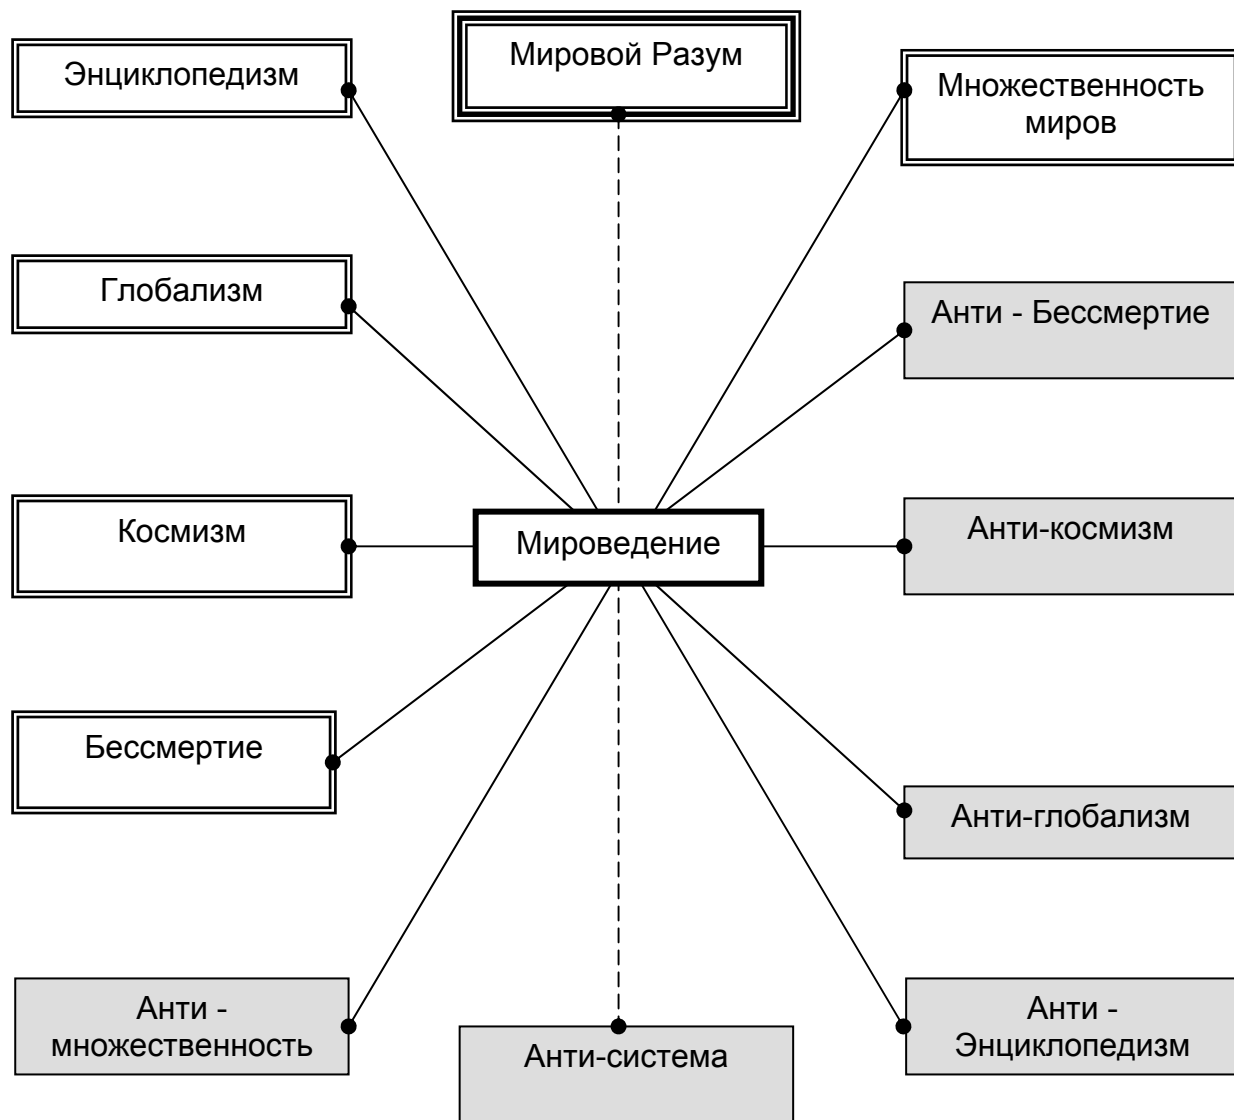 Энциклопедизм
Мировой Разум
Множественность
миров
Глобализм
Анти - Бессмертие
Космизм
Мироведение
Анти-космизм
Бессмертие
Анти-глобализм
Анти -
множественность
Анти-система
Анти -
Энциклопедизм